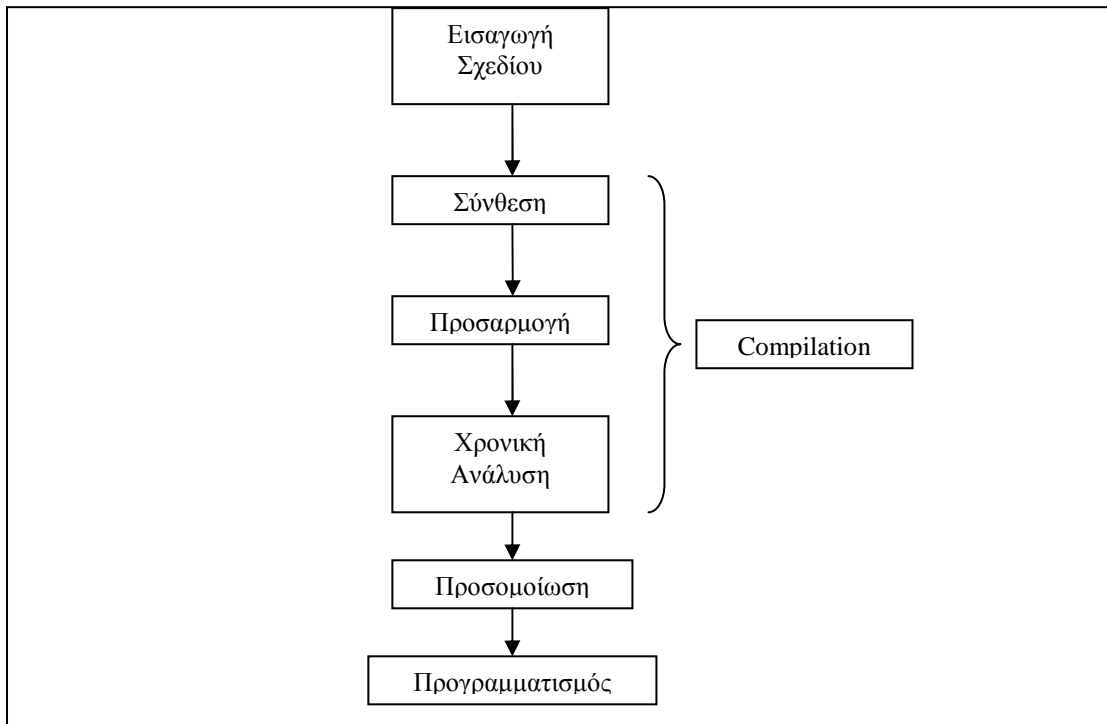 Εισαγωγή
Σχεδίου
Σύνθεση
Προσαρμογή
Compilation
Χρονική
Ανάλυση
Προσομοίωση
Προγραμματισμός